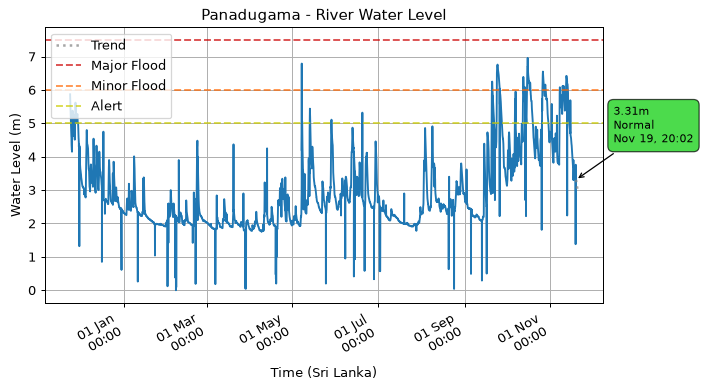 Panadugama - River Water Level
Trend
Major Flood
Minor Flood
Alert
Water Level (m)
7
6
5
4
3
2
1
0
3.31m
Normal
Nov 19, 20:02
01 Jan
00:00
01 Mar
00:00
01 May
00:00
01 Jul
00:00
01 Sep
00:00
01 Nov
00:00
Time (Sri Lanka)